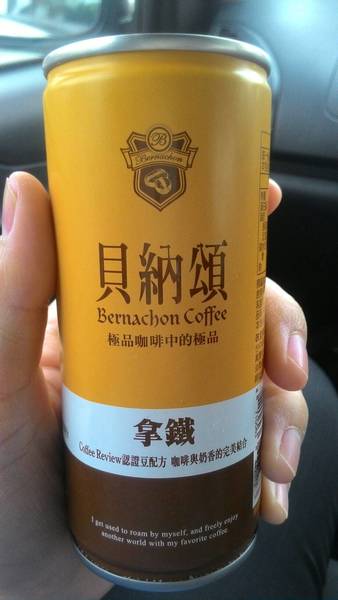 B
Bernachon
貝納頌
Bernachon Coffee
極品咖啡中的極品
拿鐵
Coffee Review認證豆配方 咖啡與奶香的完美結合
I get used to roam by myself, and freely enjoy
another world with my favorite coffee.